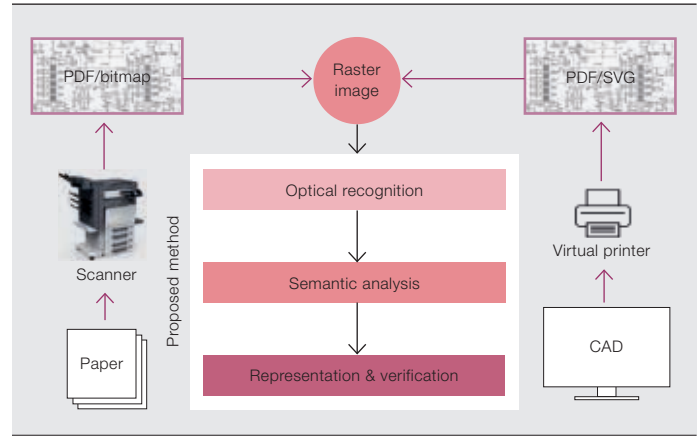 PDF/bitmap
Raster
image
PDF/SVG
Optical recognition
Scanner
Proposed method
Virtual printer
Semantic analysis
Paper
CAD
Representation & verification